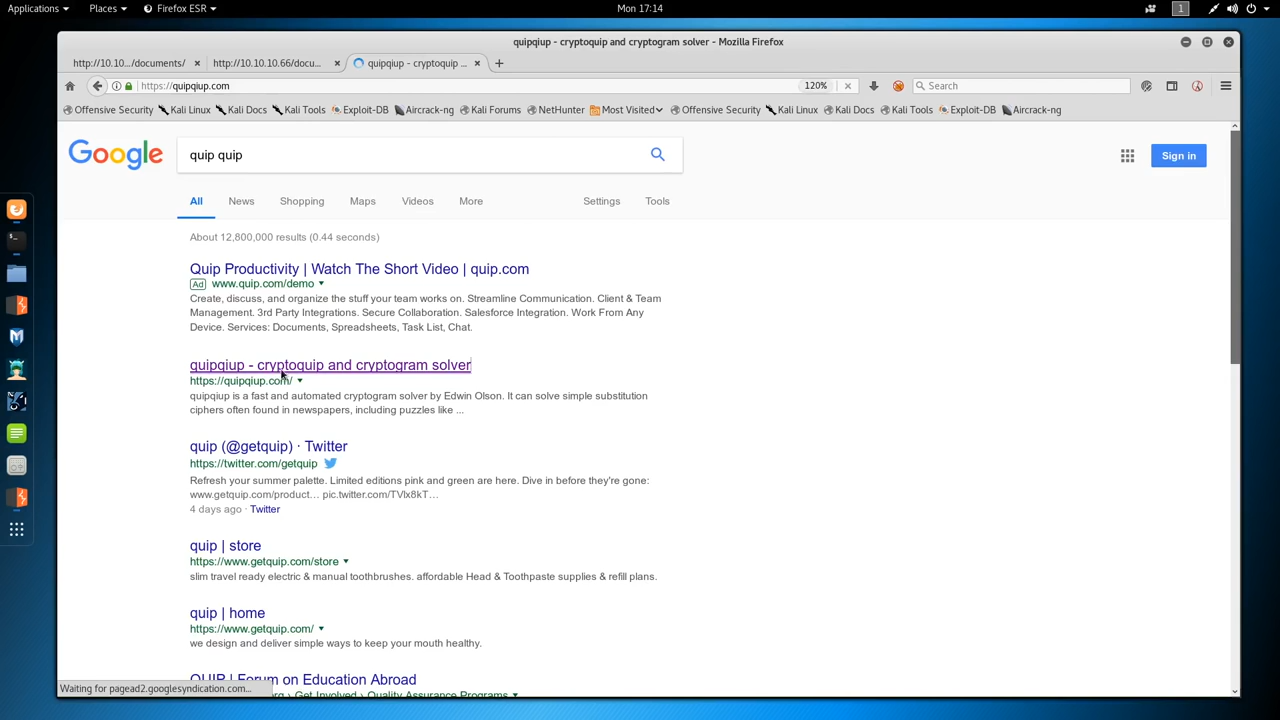 Applications Places Firefox ESR Mon 17:14 1
quipqiup - cryptoquip and cryptogram solver - Mozilla Firefox
http://10.10.../documents/ × http://10.10.10.66/docu... × quipqiup - cryptoquip ... × +
https://quipqiup.com 120% Search
Offensive Security Kali Linux Kali Docs Kali Tools Exploit-DB Aircrack-ng Kali Forums NetHunter Most Visited Offensive Security Kali Linux Kali Docs Kali Tools Exploit-DB Aircrack-ng
Google quip quip Sign in
All News Shopping Maps Videos More Settings Tools
About 12,800,000 results (0.44 seconds)
Quip Productivity | Watch The Short Video | quip.com
Ad www.quip.com/demo
Create, discuss, and organize the stuff your team works on. Streamline Communication. Client & Team
Management. 3rd Party Integrations. Secure Collaboration. Salesforce Integration. Work From Any
Device. Services: Documents, Spreadsheets, Task List, Chat.
quipqiup - cryptoquip and cryptogram solver
https://quipqiup.com/
quipqiup is a fast and automated cryptogram solver by Edwin Olson. It can solve simple substitution
ciphers often found in newspapers, including puzzles like ...
quip (@getquip) · Twitter
https://twitter.com/getquip
Refresh your summer palette. Limited editions pink and green are here. Dive in before they're gone:
www.getquip.com/product… pic.twitter.com/TVlx8kT…
4 days ago · Twitter
quip | store
https://www.getquip.com/store
slim travel ready electric & manual toothbrushes. affordable Head & Toothpaste supplies & refill plans.
quip | home
https://www.getquip.com/
we design and deliver simple ways to keep your mouth healthy.
QUIP | Forum on Education Abroad
Get Involved › Quality Assurance Programs
Waiting for pagead2.googlesyndication.com...